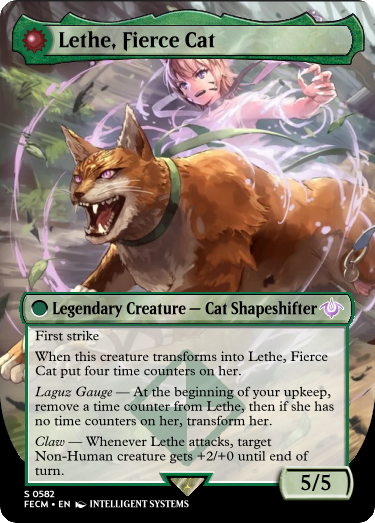 Lethe, Fierce Cat
Legendary Creature — Cat Shapeshifter
First strike
When this creature transforms into Lethe, Fierce
Cat put four time counters on her.
Laguz Gauge — At the beginning of your upkeep,
remove a time counter from Lethe, then if she has
no time counters on her, transform her.
Claw — Whenever Lethe attacks, target
Non-Human creature gets +2/+0 until end of
turn.
5/5
S 0582
FECM • EN INTELLIGENT SYSTEMS